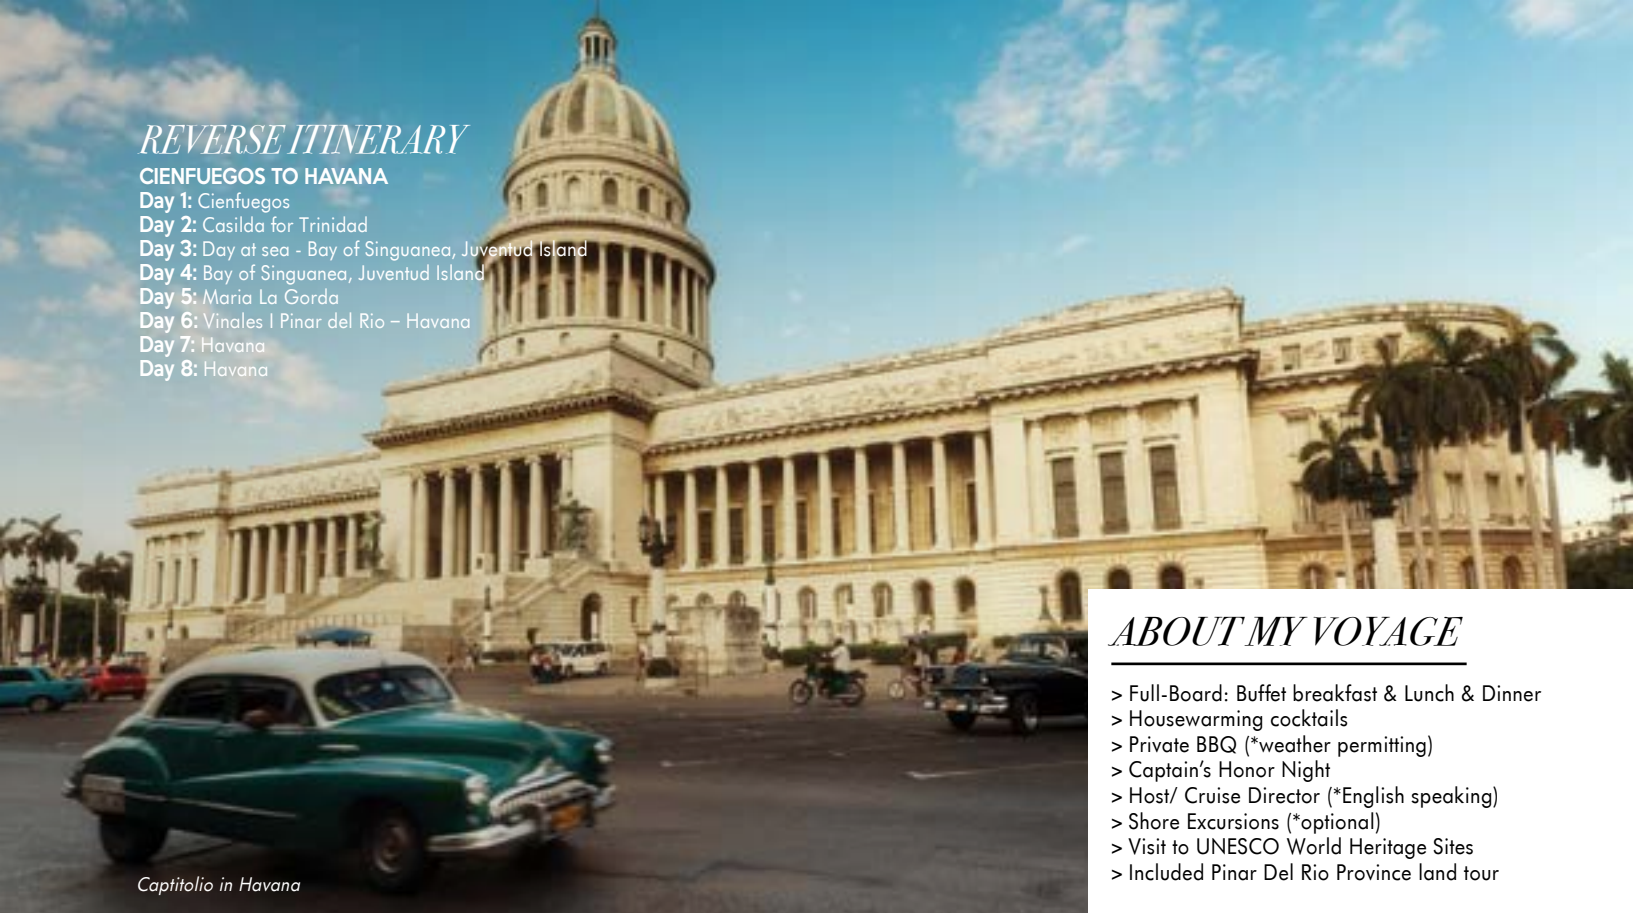 REVERSE ITINERARY
CIENFUEGOS TO HAVANA
Day 1: Cienfuegos
Day 2: Casilda for Trinidad
Day 3: Day at sea - Bay of Singuanea, Juventud Island
Day 4: Bay of Singuanea, Juventud Island
Day 5: Maria La Gorda
Day 6: Vinales I Pinar del Rio – Havana
Day 7: Havana
Day 8: Havana
ABOUT MY VOYAGE
> Full-Board: Buffet breakfast & Lunch & Dinner
> Housewarming cocktails
> Private BBQ (*weather permitting)
> Captain’s Honor Night
> Host/ Cruise Director (*English speaking)
> Shore Excursions (*optional)
> Visit to UNESCO World Heritage Sites
> Included Pinar Del Rio Province land tour
Captitolio in Havana